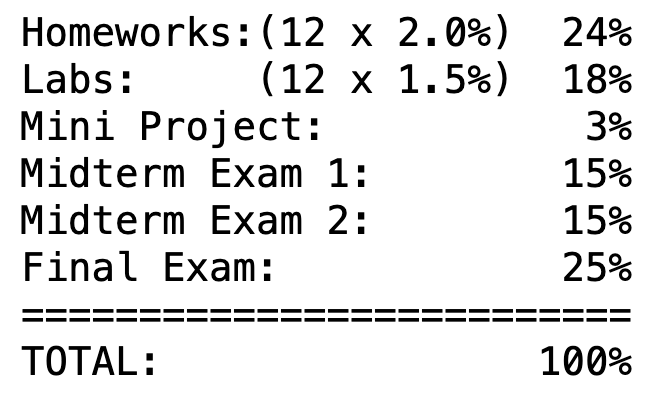 Homeworks:(12 x 2.0%)  24%
Labs:     (12 x 1.5%)  18%
Mini Project:           3%
Midterm Exam 1:        15%
Midterm Exam 2:        15%
Final Exam:            25%
==========================
TOTAL:                100%